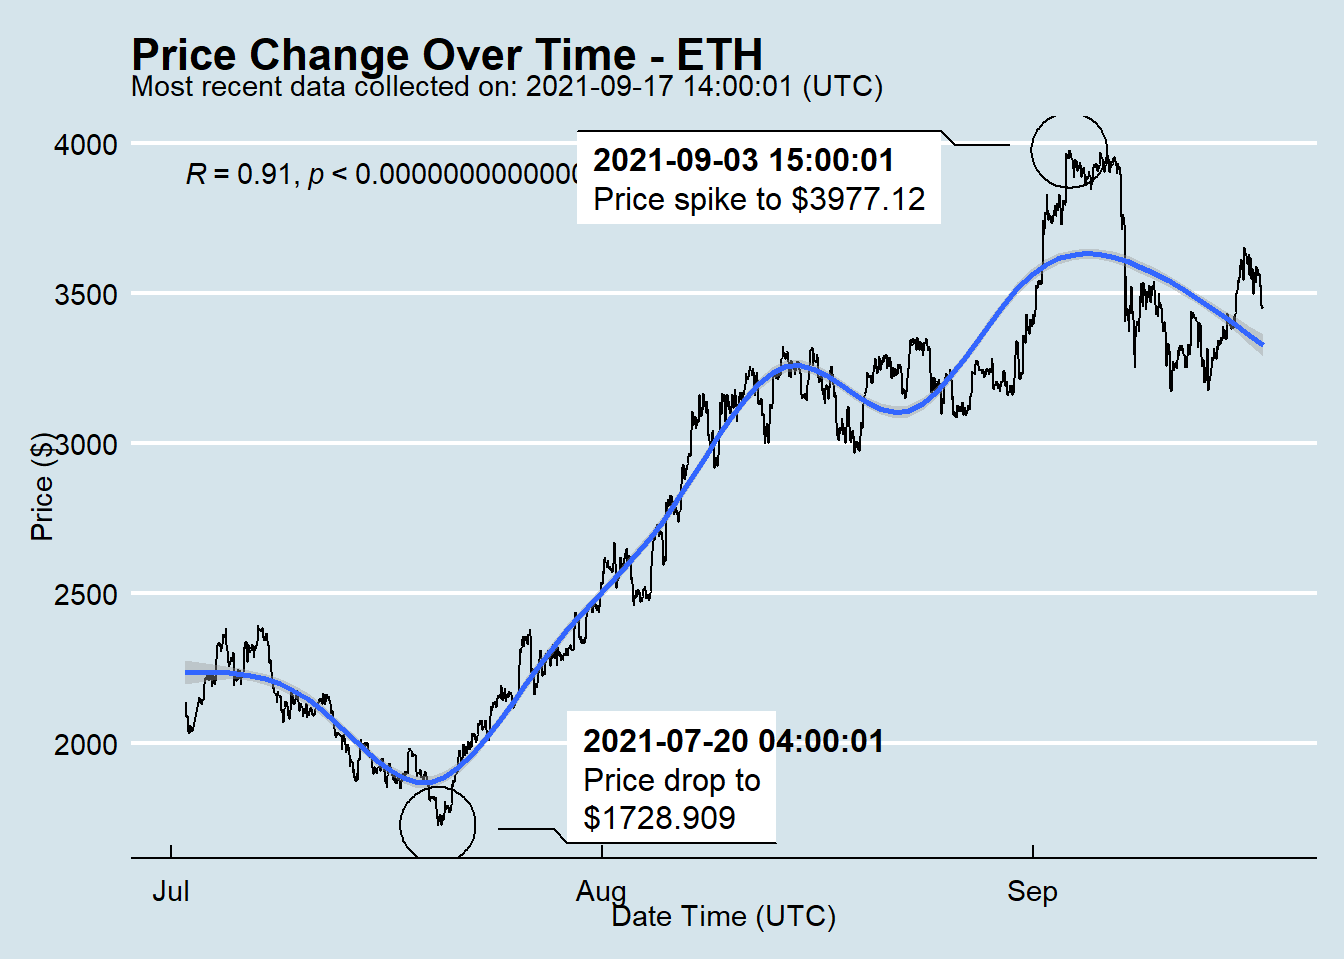 Price Change Over Time - ETH
Most recent data collected on: 2021-09-17 14:00:01 (UTC)
4000
R = 0.91, p < 0.0000000000000
2021-09-03 15:00:01
Price spike to $3977.12
3500
3000
Price ($)
2500
2000
2021-07-20 04:00:01
Price drop to
$1728.909
Jul
Aug
Sep
Date Time (UTC)